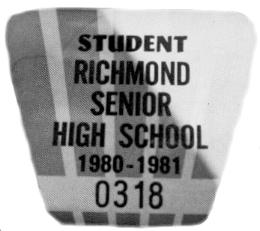 STUDENT
RICHMOND
SENIOR
HIGH SCHOOL
1980-1981
0318